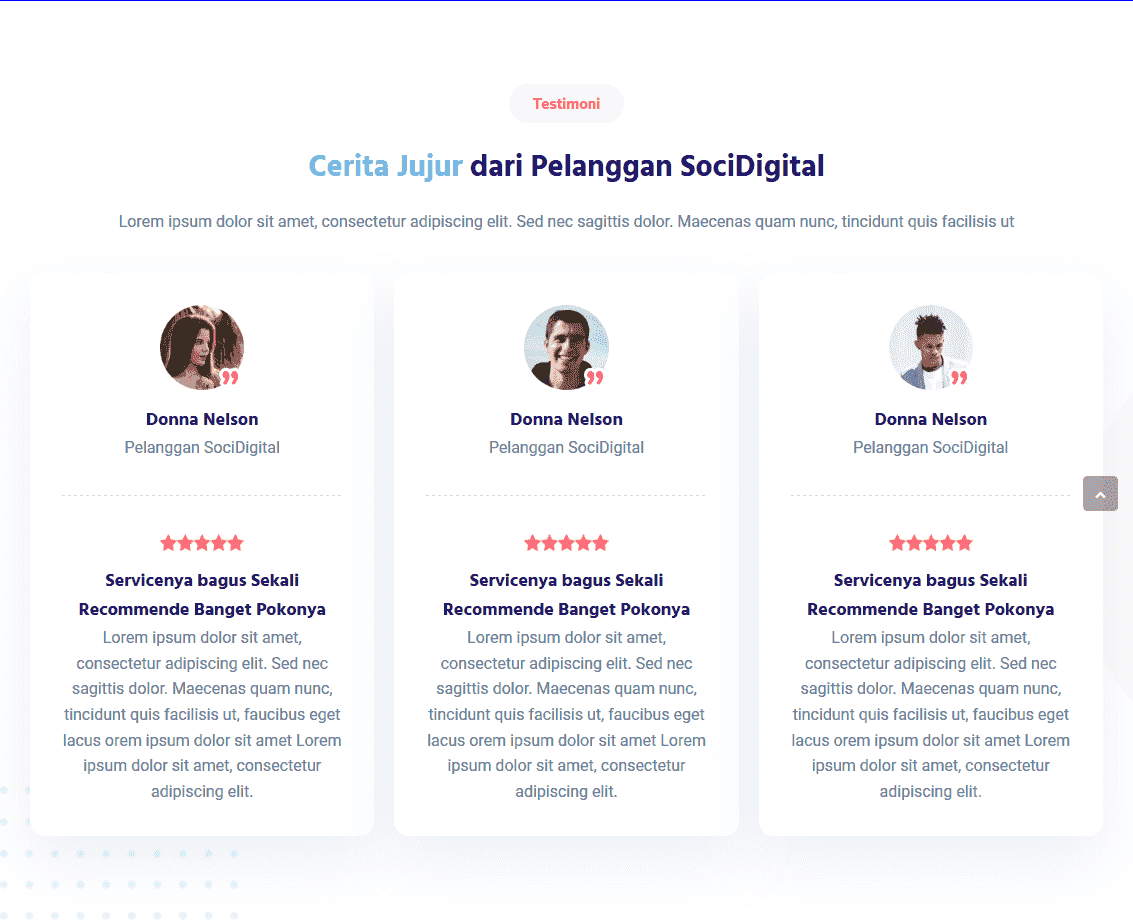 Testimoni
Cerita Jujur dari Pelanggan SociDigital
Lorem ipsum dolor sit amet, consectetur adipiscing elit. Sed nec sagittis dolor. Maecenas quam nunc, tincidunt quis facilisis ut
Donna Nelson
Pelanggan SociDigital
Servicenya bagus Sekali
Recommende Banget Pokonya
Lorem ipsum dolor sit amet,
consectetur adipiscing elit. Sed nec
sagittis dolor. Maecenas quam nunc,
tincidunt quis facilisis ut, faucibus eget
lacus orem ipsum dolor sit amet Lorem
ipsum dolor sit amet, consectetur
adipiscing elit.
Donna Nelson
Pelanggan SociDigital
Servicenya bagus Sekali
Recommende Banget Pokonya
Lorem ipsum dolor sit amet,
consectetur adipiscing elit. Sed nec
sagittis dolor. Maecenas quam nunc,
tincidunt quis facilisis ut, faucibus eget
lacus orem ipsum dolor sit amet Lorem
ipsum dolor sit amet, consectetur
adipiscing elit.
Donna Nelson
Pelanggan SociDigital
Servicenya bagus Sekali
Recommende Banget Pokonya
Lorem ipsum dolor sit amet,
consectetur adipiscing elit. Sed nec
sagittis dolor. Maecenas quam nunc,
tincidunt quis facilisis ut, faucibus eget
lacus orem ipsum dolor sit amet Lorem
ipsum dolor sit amet, consectetur
adipiscing elit.